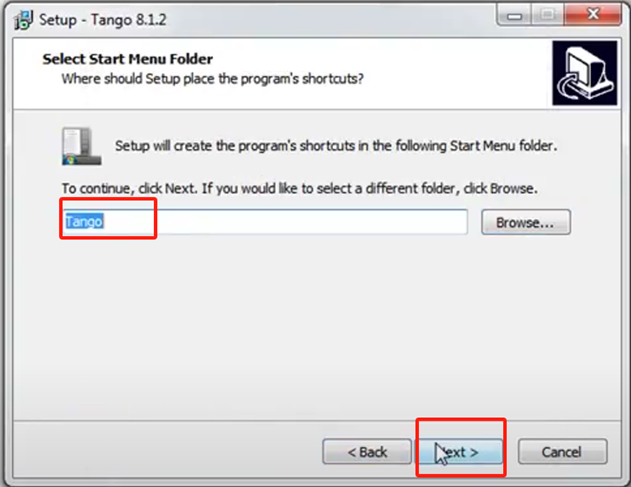 Setup - Tango 8.1.2
Select Start Menu Folder
Where should Setup place the program's shortcuts?
Setup will create the program's shortcuts in the following Start Menu folder.
To continue, click Next. If you would like to select a different folder, click Browse.
Tango
Browse...
< Back
Next >
Cancel